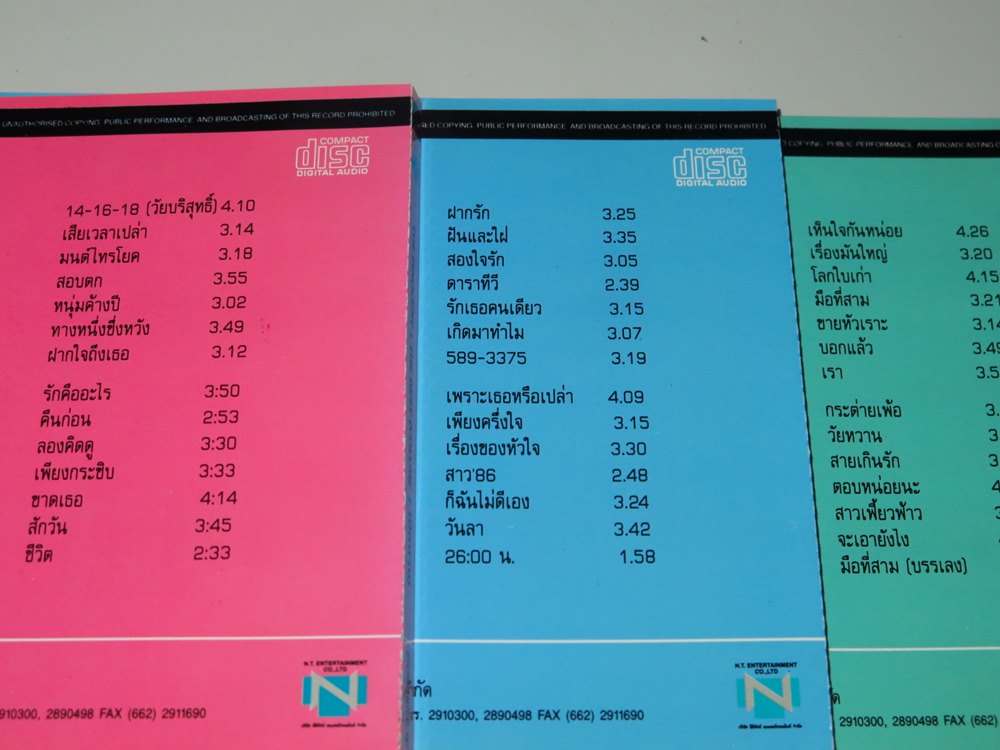 UNAUTHORISED COPYING PUBLIC PERFORMANCE AND BROADCASTING OF THIS RECORD PROHIBITED
COMPACT
disc
DIGITAL AUDIO
14-16-18 (วัยบริสุทธิ์) 4.10
เสียเวลาเปล่า 3.14
มนต์ไทรโยค 3.18
สอบตก 3.55
หนุ่มค้างปี 3.02
ทางหนึ่งซึ่งหวัง 3.49
ฝากใจถึงเธอ 3.12
รักคืออะไร 3:50
คืนก่อน 2:53
ลองคิดดู 3:30
เพียงกระซิบ 3:33
ขาดเธอ 4:14
สักวัน 3:45
ชีวิต 2:33
N.T. ENTERTAINMENT
CO.,LTD
N
910300, 2890498 FAX (662) 2911690
SED COPYING PUBLIC PERFORMANCE AND BROADCASTING OF THIS RECORD PROHIBITED
COMPACT
disc
DIGITAL AUDIO
ฝากรัก 3.25
ฝันและใฝ่ 3.35
สองใจรัก 3.05
ดาราทีวี 2.39
รักเธอคนเดียว 3.15
เกิดมาทำไม 3.07
589-3375 3.19
เพราะเธอหรือเปล่า 4.09
เพียงครึ่งใจ 3.15
เรื่องของหัวใจ 3.30
สาว'86 2.48
ก็ฉันไม่ดีเอง 3.24
วันลา 3.42
26:00 น. 1.58
N.T. ENTERTAINMENT
CO.,LTD
N
กัด
ร. 2910300, 2890498 FAX (662) 2911690
COPYING PUBLIC PERFORMANCE AND BROADCASTING
เห็นใจกันหน่อย 4.26
เรื่องมันใหญ่ 3.20
โลกใบเก่า 4.15
มือที่สาม 3.21
ขายหัวเราะ 3.14
บอกแล้ว 3.49
เรา 3.5
กระต่ายเพ้อ 3.
วัยหวาน 3
สายเกินรัก 3
ตอบหน่อยนะ 4
สาวเฟี้ยวฟ้าว 3
จะเอายังไง
มือที่สาม (บรรเลง)
ด
2910300, 2890498 FAX (662)